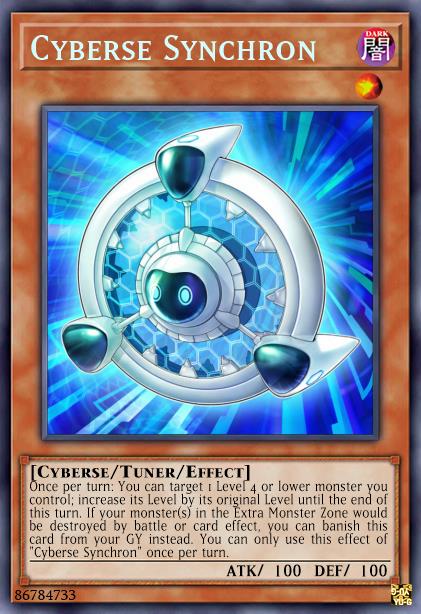 CYBERSE SYNCHRON
DARK
闇
[CYBERSE/TUNER/EFFECT]
Once per turn: You can target 1 Level 4 or lower monster you
control; increase its Level by its original Level until the end of
this turn. If your monster(s) in the Extra Monster Zone would
be destroyed by battle or card effect, you can banish this
card from your GY instead. You can only use this effect of
"Cyberse Synchron" once per turn.
ATK/ 100 DEF/ 100
86784733